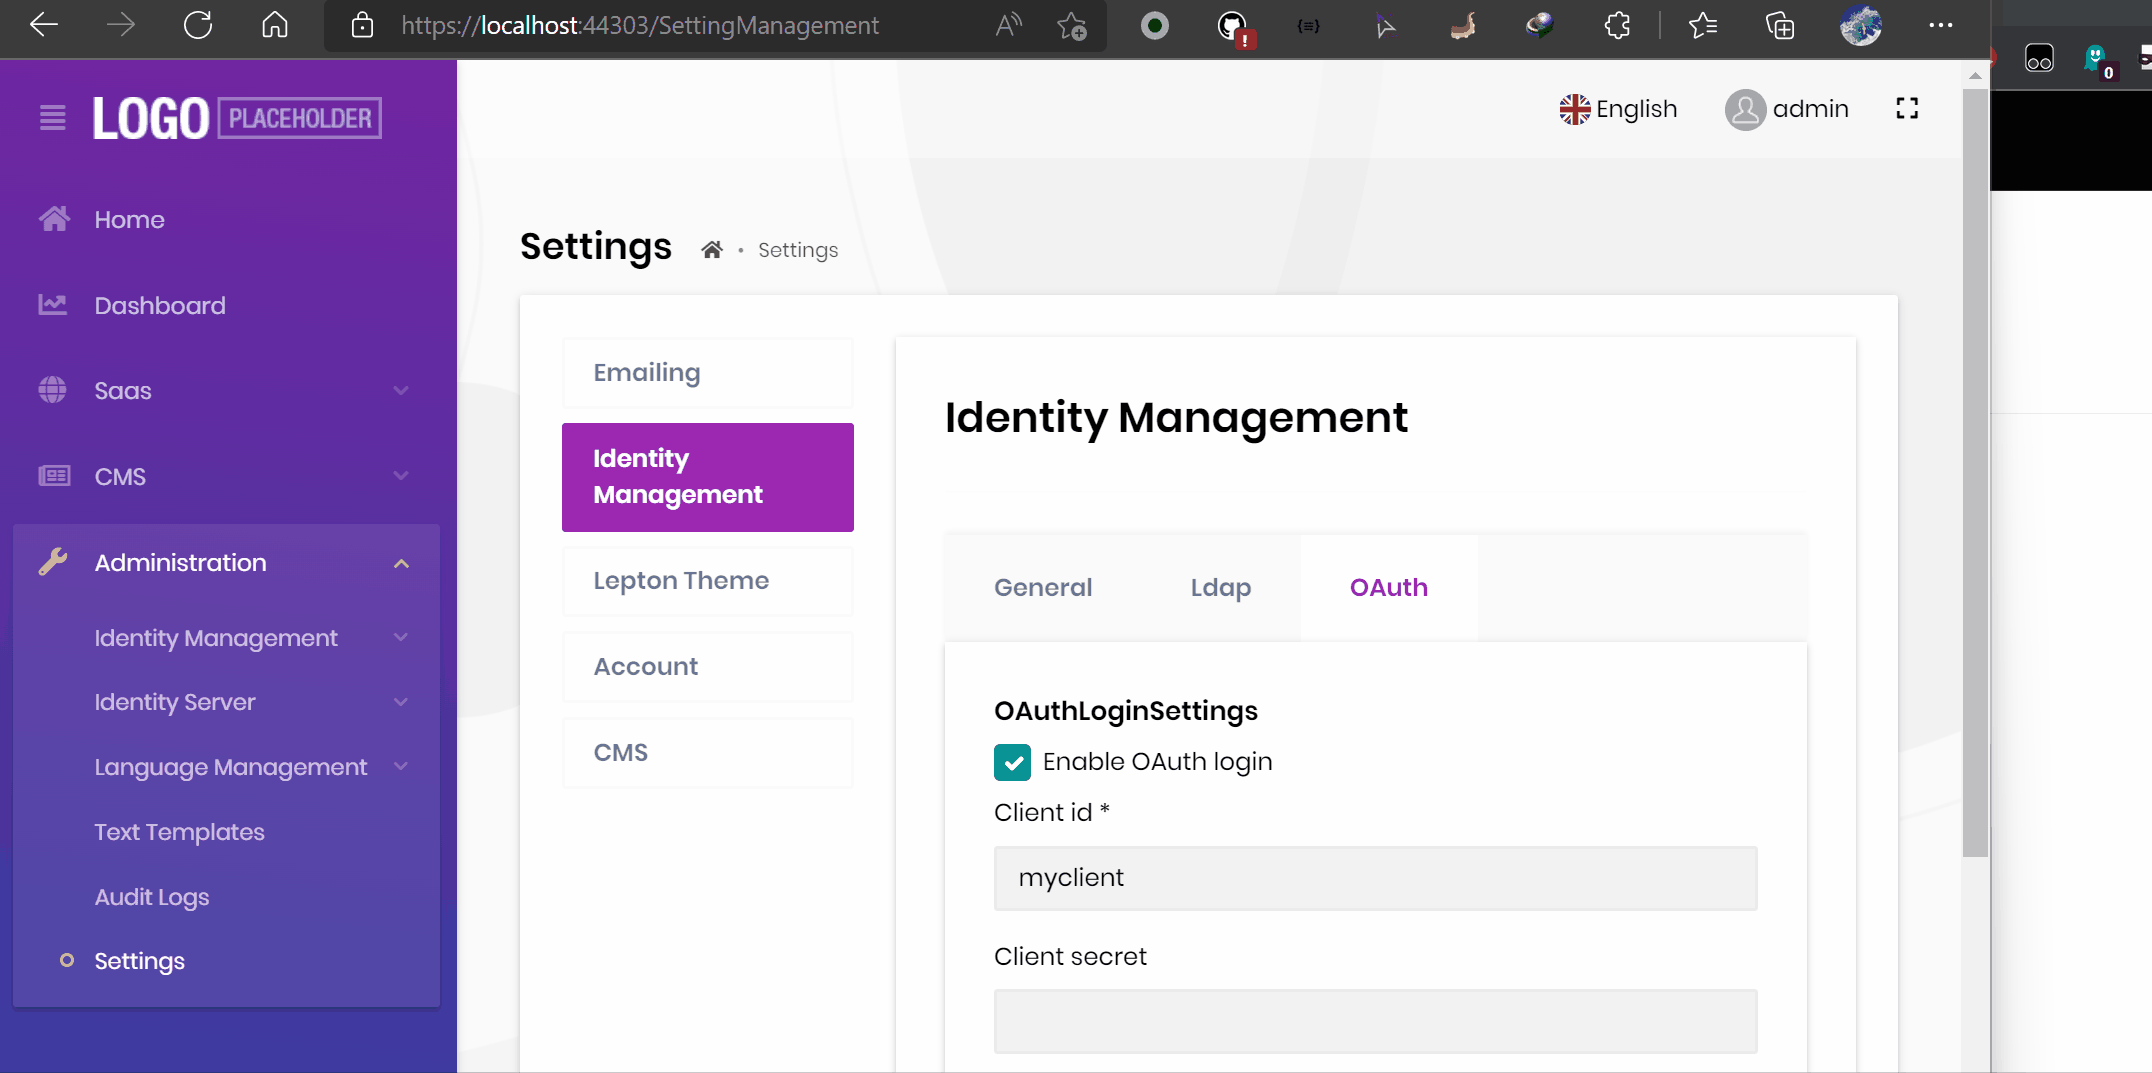 https://localhost:44303/SettingManagement
0
LOGO PLACEHOLDER
English
admin
Home
Dashboard
Saas
CMS
Administration
Identity Management
Identity Server
Language Management
Text Templates
Audit Logs
Settings
Settings
Settings
Emailing
Identity
Management
Lepton Theme
Account
CMS
Identity Management
General
Ldap
OAuth
OAuthLoginSettings
Enable OAuth login
Client id *
myclient
Client secret